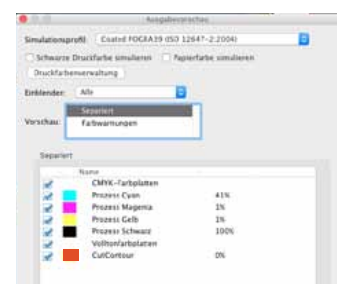 Ausgabevorschau
Simulationsprofil: Coated FOGRA39 (ISO 12647-2:2004)
Schwarze Druckfarbe simulieren Papierfarbe simulieren
Druckfarbenverwaltung
Einblenden: Alle
Separiert
Vorschau: Farbwarnungen
Separiert
Name
CMYK-Farbplatten
Prozess Cyan 41%
Prozess Magenta 1%
Prozess Gelb 2%
Prozess Schwarz 100%
Volltonfarbplatten
CutContour 0%